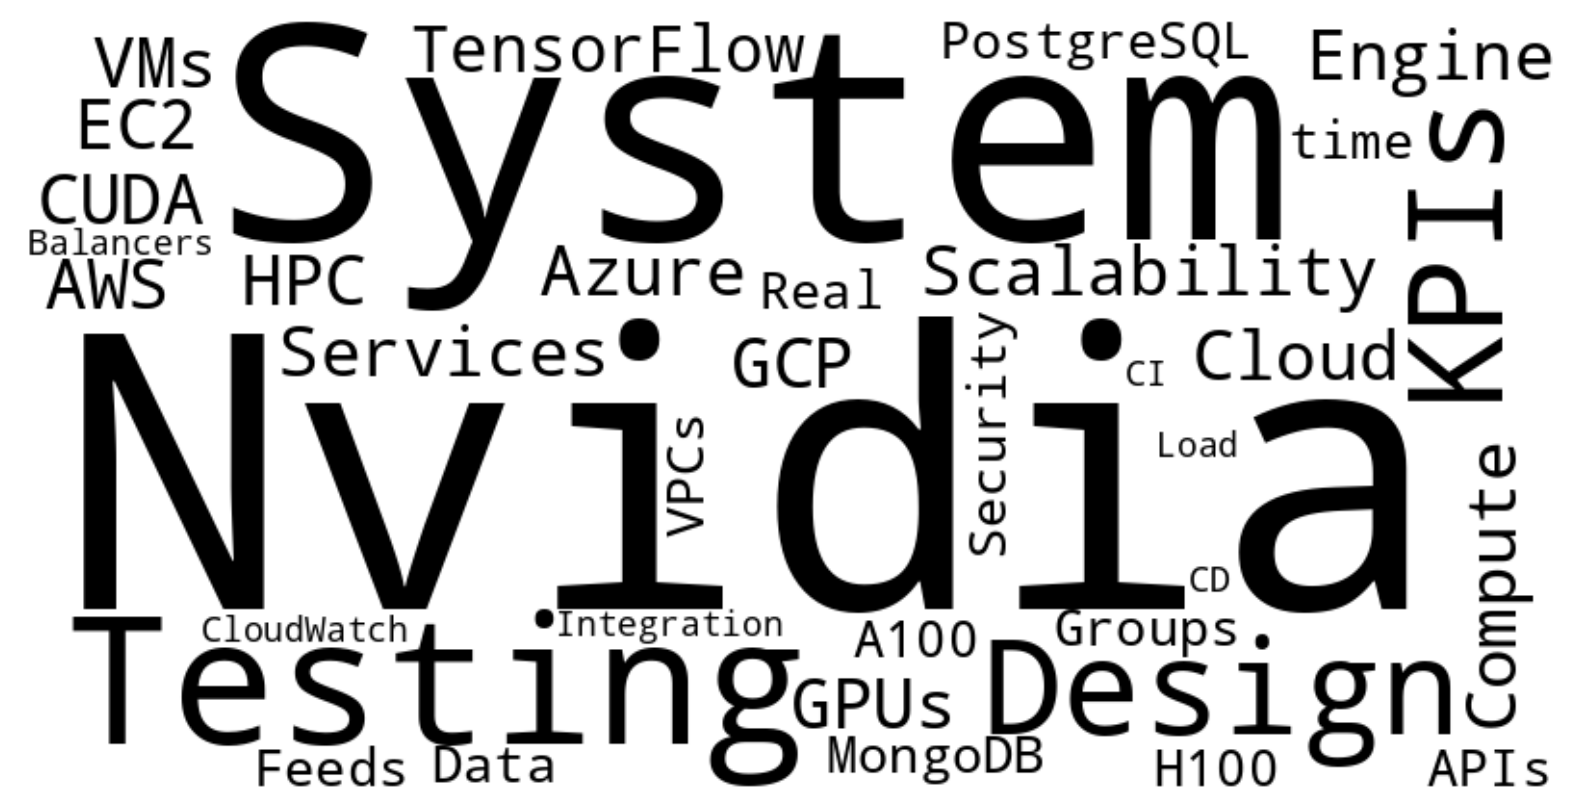 VMs
TensorFlow
PostgreSQL
Engine
System
EC2
time
KPIs
CUDA
Balancers
AWS
HPC
Azure
Real
Scalability
Services
GCP
Security
CI
Cloud
Nvidia
VPCs
Load
Compute
CD
CloudWatch
Integration
A100
Groups
Testing
GPUs
Design
Feeds
Data
MongoDB
H100
APIs